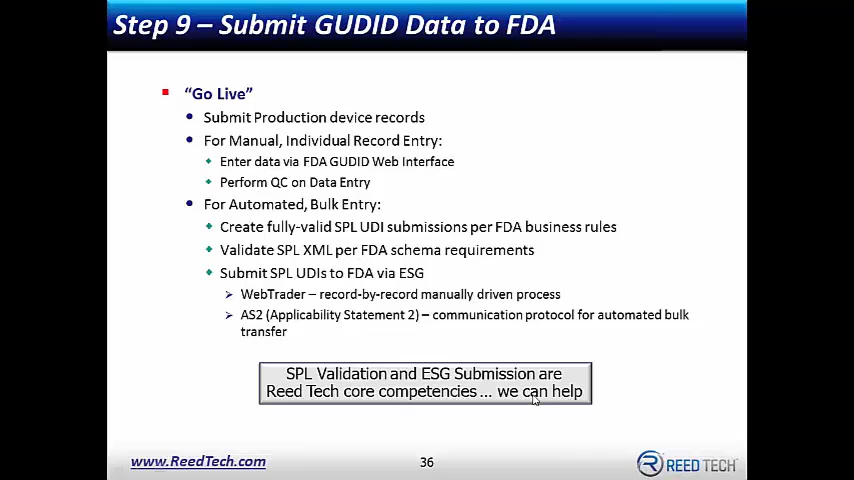 Step 9 – Submit GUDID Data to FDA
"Go Live"
Submit Production device records
For Manual, Individual Record Entry:
Enter data via FDA GUDID Web Interface
Perform QC on Data Entry
For Automated, Bulk Entry:
Create fully-valid SPL UDI submissions per FDA business rules
Validate SPL XML per FDA schema requirements
Submit SPL UDIs to FDA via ESG
WebTrader – record-by-record manually driven process
AS2 (Applicability Statement 2) – communication protocol for automated bulk
transfer
SPL Validation and ESG Submission are
Reed Tech core competencies ... we can help
www.ReedTech.com
36
REED TECH